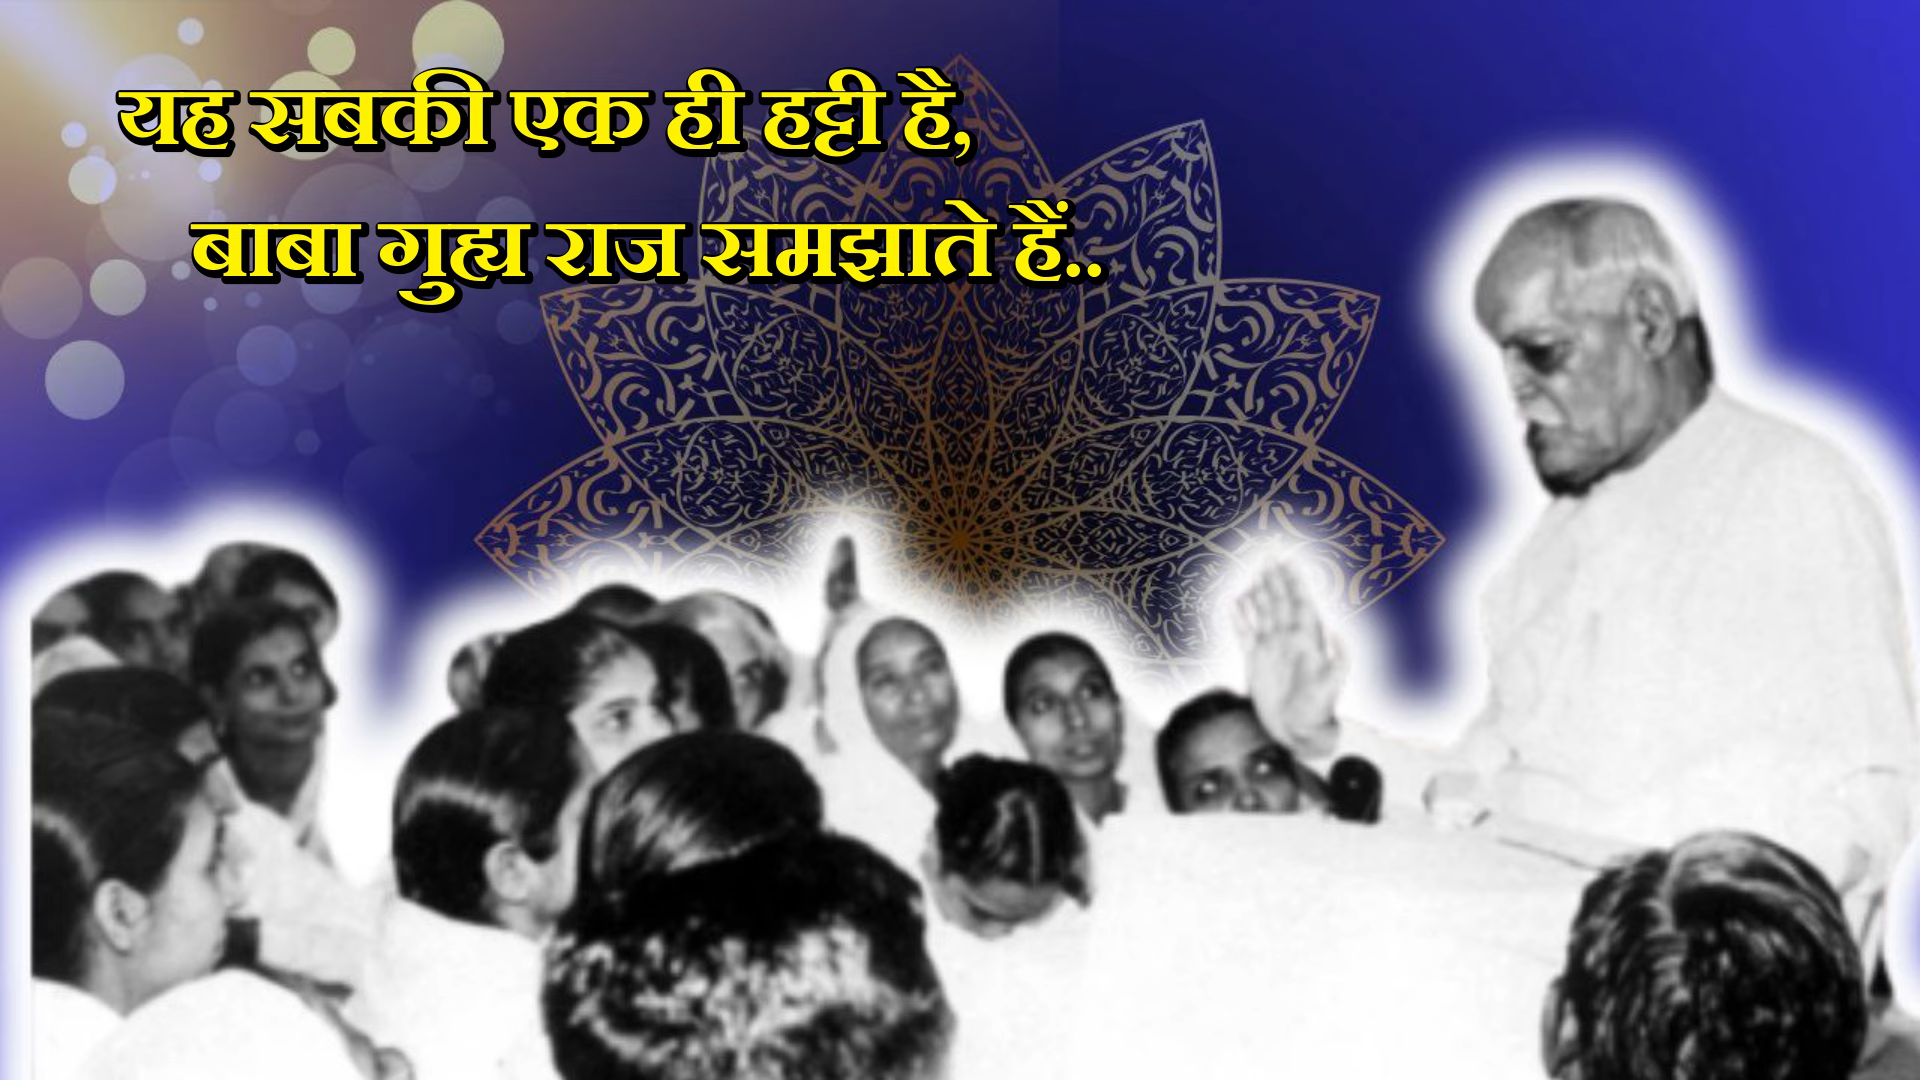 यह सबकी एक ही हट्टी है,
बाबा गुह्य राज समझाते हैं..